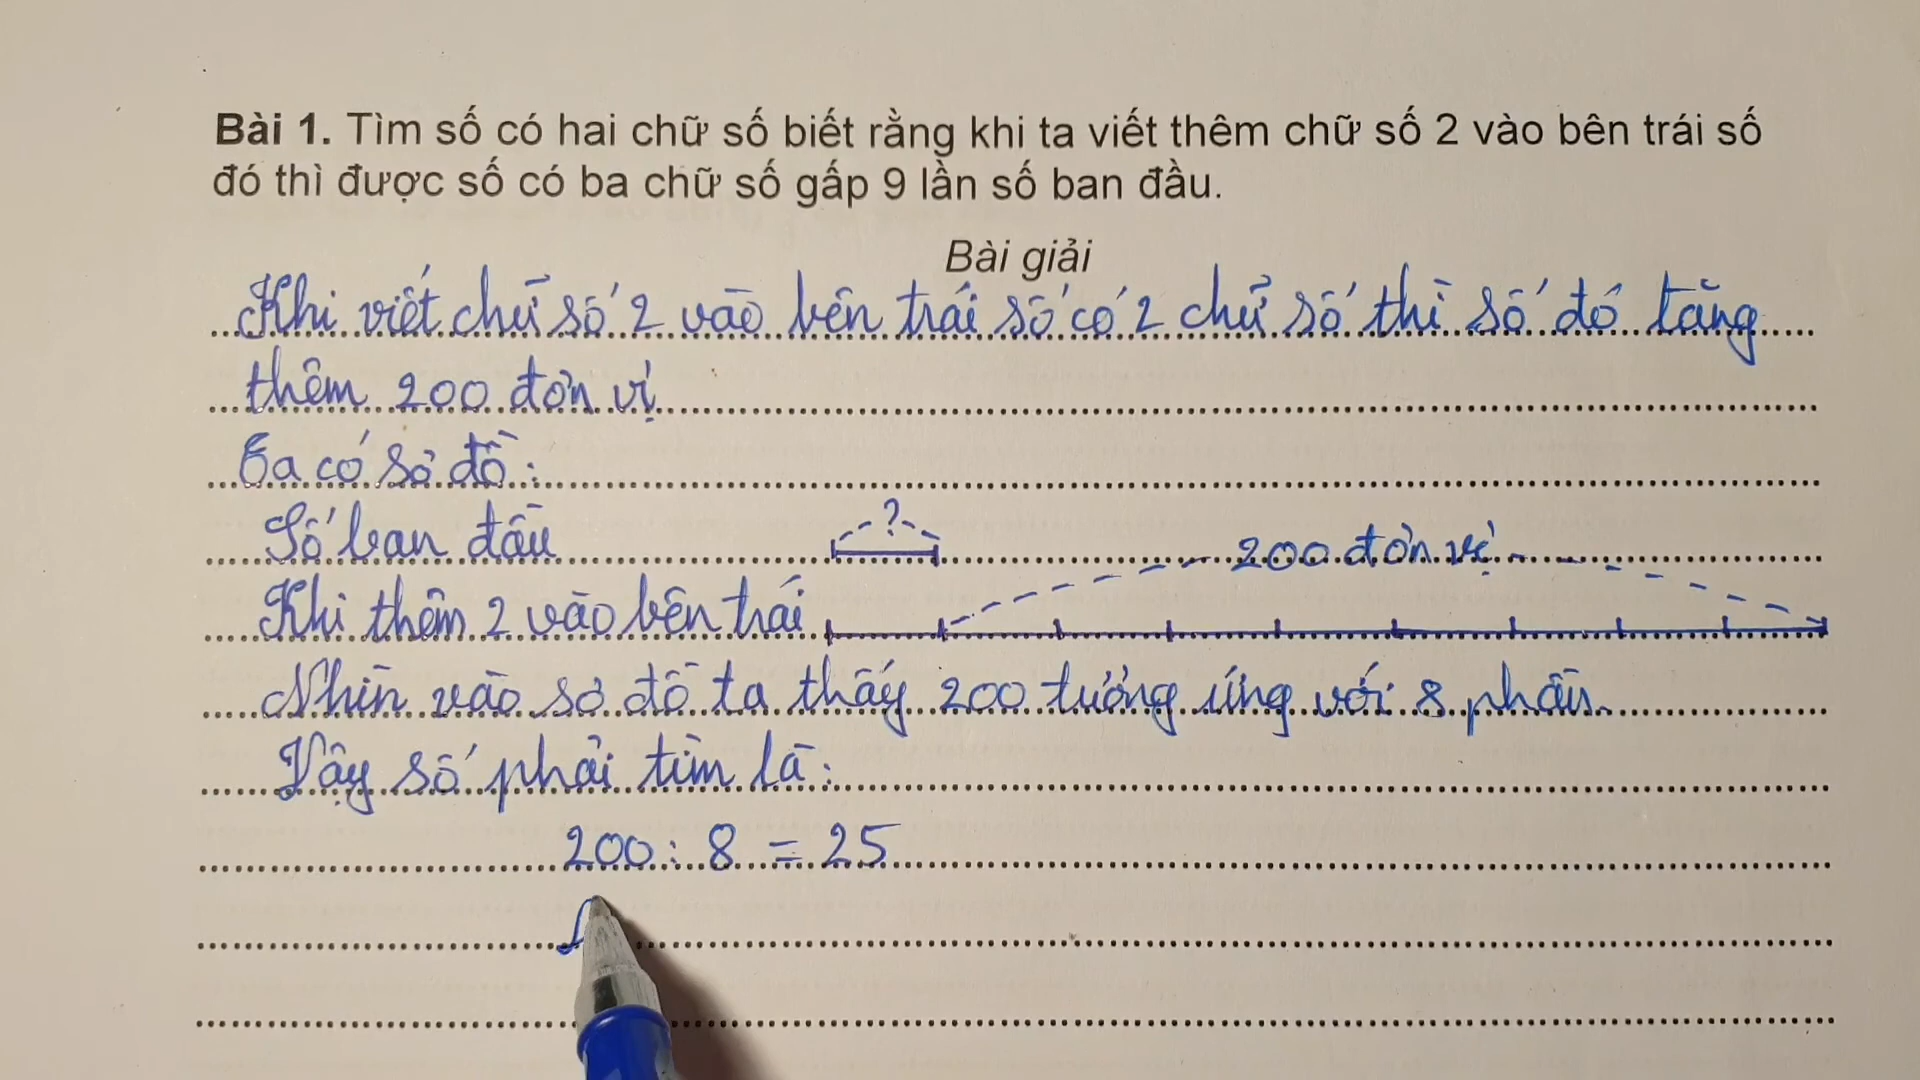 Bài 1. Tìm số có hai chữ số biết rằng khi ta viết thêm chữ số 2 vào bên trái số
đó thì được số có ba chữ số gấp 9 lần số ban đầu.
Bài giải
Khi viết chữ số 2 vào bên trái số có 2 chữ số thì số đó tăng
thêm 200 đơn vị
Ta có sơ đồ:
?
Số ban đầu
200 đơn vị
Khi thêm 2 vào bên trái
Nhìn vào sơ đồ ta thấy 200 tương ứng với 8 phần.
Vậy số phải tìm là:
200 : 8 = 25